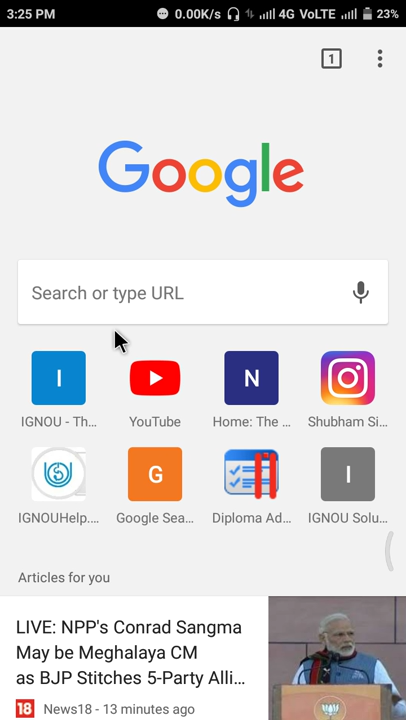 3:25 PM 0.00K/s 4G VoLTE 23%
1
Google
Search or type URL
I N
IGNOU - Th... YouTube Home: The ... Shubham Si...
G I
IGNOUHelp.... Google Sea... Diploma Ad... IGNOU Solu...
Articles for you
LIVE: NPP's Conrad Sangma
May be Meghalaya CM
as BJP Stitches 5-Party Alli...
18 News18 - 13 minutes ago